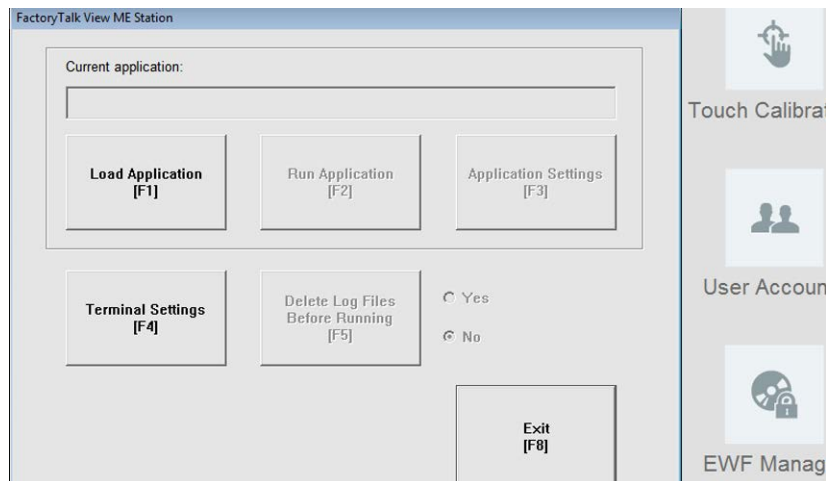 FactoryTalk View ME Station
Current application:
Load Application
[F1]
Run Application
[F2]
Application Settings
[F3]
Terminal Settings
[F4]
Delete Log Files
Before Running
[F5]
Yes
No
Exit
[F8]
Touch Calibrat
User Accoun
EWF Manag